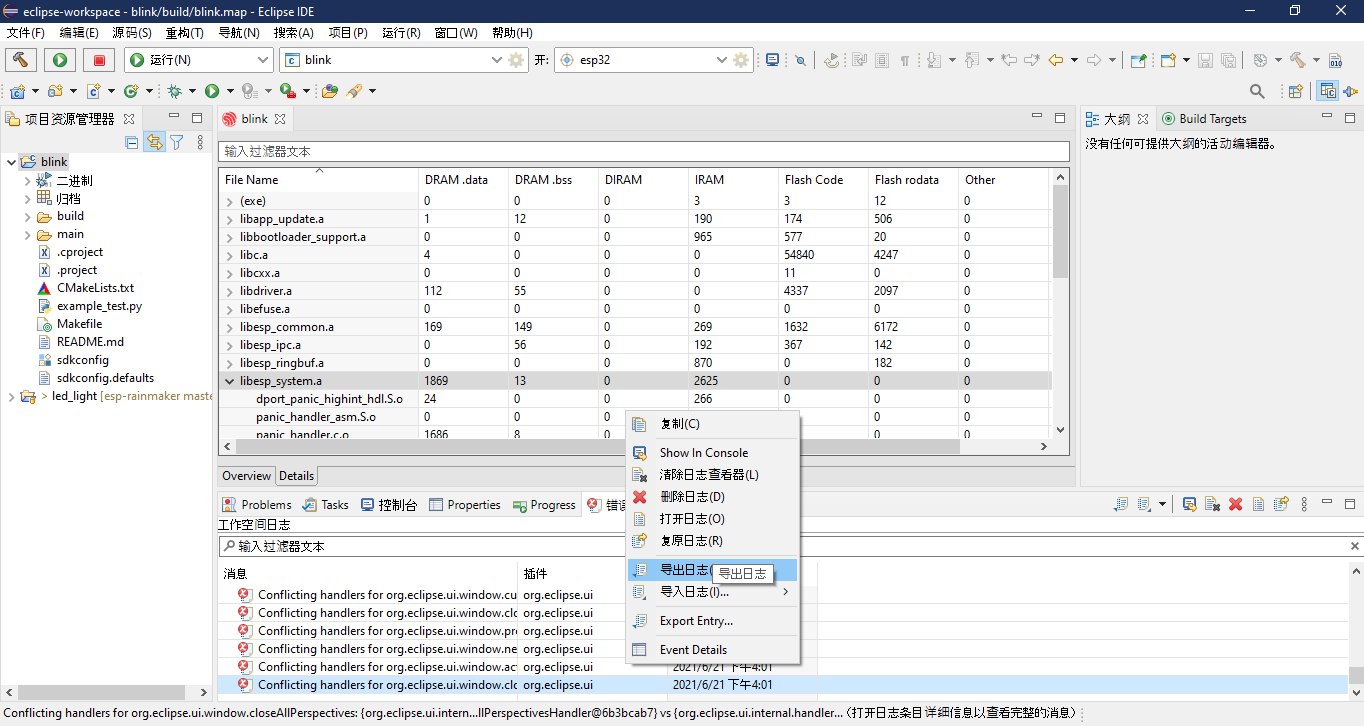 eclipse-workspace - blink/build/blink.map - Eclipse IDE
文件(F) 编辑(E) 源码(S) 重构(T) 导航(N) 搜索(A) 项目(P) 运行(R) 窗口(W) 帮助(H)
运行(N) blink 开: esp32
项目资源管理器
blink
二进制
归档
build
main
.cproject
.project
CMakeLists.txt
example_test.py
Makefile
README.md
sdkconfig
sdkconfig.defaults
> led_light [esp-rainmaker maste
blink
输入过滤器文本
File Name DRAM .data DRAM .bss DIRAM IRAM Flash Code Flash rodata Other
(exe) 0 0 0 3 3 12 0
libapp_update.a 1 12 0 190 174 506 0
libbootloader_support.a 0 0 0 965 577 20 0
libc.a 4 0 0 0 54840 4247 0
libcxx.a 0 0 0 0 11 0 0
libdriver.a 112 55 0 0 4337 2097 0
libefuse.a 0 0 0 0 0 0 0
libesp_common.a 169 149 0 269 1632 6172 0
libesp_ipc.a 0 56 0 192 367 142 0
libesp_ringbuf.a 0 0 0 870 0 182 0
libesp_system.a 1869 13 0 2625 0 0 0
dport_panic_highint_hdl.S.o 24 0 0 266 0 0 0
panic_handler_asm.S.o 0 0 0 0 0
panic_handler.c.o 1686 8 0 0 0
Overview Details
大纲 Build Targets
没有任何可提供大纲的活动编辑器。
Problems Tasks 控制台 Properties Progress 错误
工作空间日志
输入过滤器文本
消息 插件
Conflicting handlers for org.eclipse.ui.window.cu org.eclipse.ui
Conflicting handlers for org.eclipse.ui.window.clo org.eclipse.ui
Conflicting handlers for org.eclipse.ui.window.pre org.eclipse.ui
Conflicting handlers for org.eclipse.ui.window.ne org.eclipse.ui
Conflicting handlers for org.eclipse.ui.window.act org.eclipse.ui 2021/6/21 下午4:01
Conflicting handlers for org.eclipse.ui.window.clo org.eclipse.ui 2021/6/21 下午4:01
复制(C)
Show In Console
清除日志查看器(L)
删除日志(D)
打开日志(O)
复原日志(R)
导出日志(
导出日志
导入日志(I)...
Export Entry...
Event Details
Conflicting handlers for org.eclipse.ui.window.closeAllPerspectives: {org.eclipse.ui.intern...llPerspectivesHandler@6b3bcab7} vs {org.eclipse.ui.internal.handler... (打开日志条目详细信息以查看完整的消息)